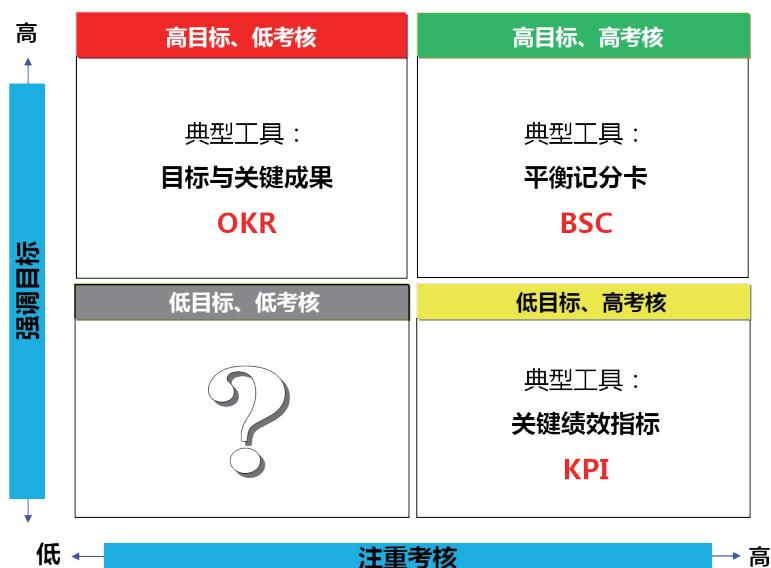 高
高目标、低考核
高目标、高考核
典型工具：
目标与关键成果
OKR
典型工具：
平衡记分卡
BSC
强调目标
低目标、低考核
低目标、高考核
?
典型工具：
关键绩效指标
KPI
低
注重考核
高